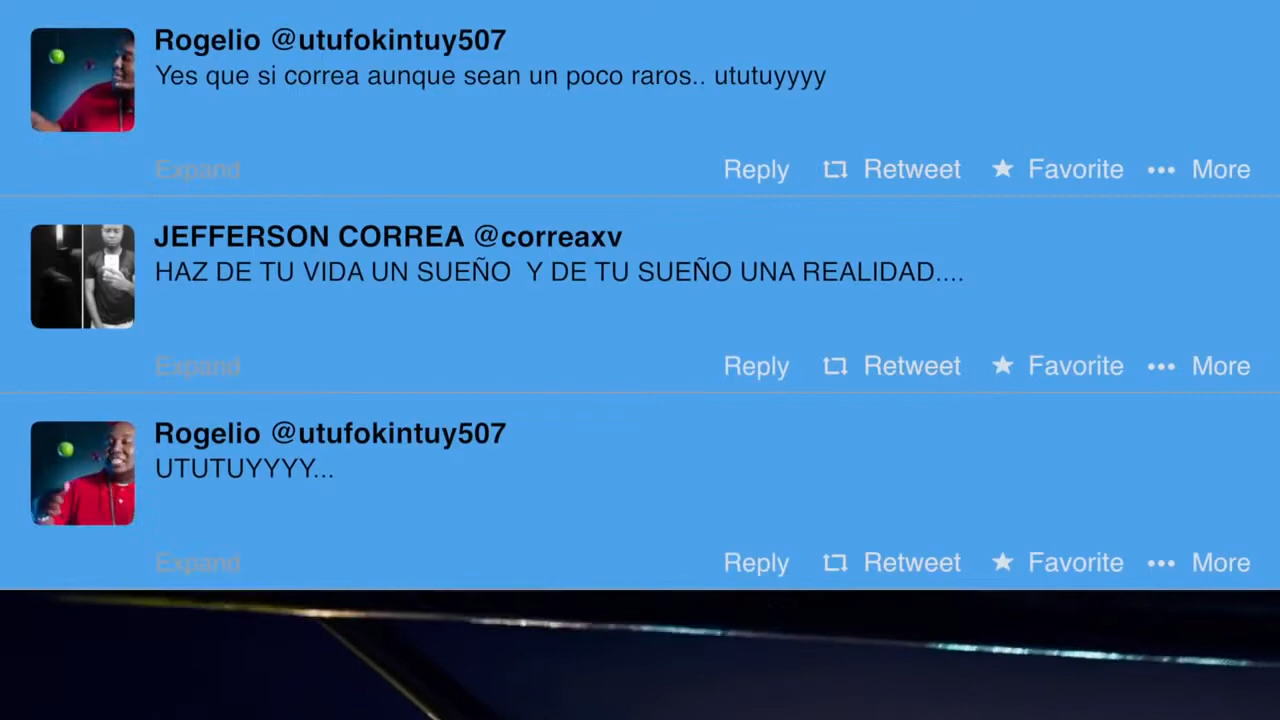 Rogelio @utufokintuy507
Yes que si correa aunque sean un poco raros.. ututuyyyy
Expand Reply Retweet Favorite More
JEFFERSON CORREA @correaxv
HAZ DE TU VIDA UN SUEÑO Y DE TU SUEÑO UNA REALIDAD....
Expand Reply Retweet Favorite More
Rogelio @utufokintuy507
UTUTUYYYY...
Expand Reply Retweet Favorite More